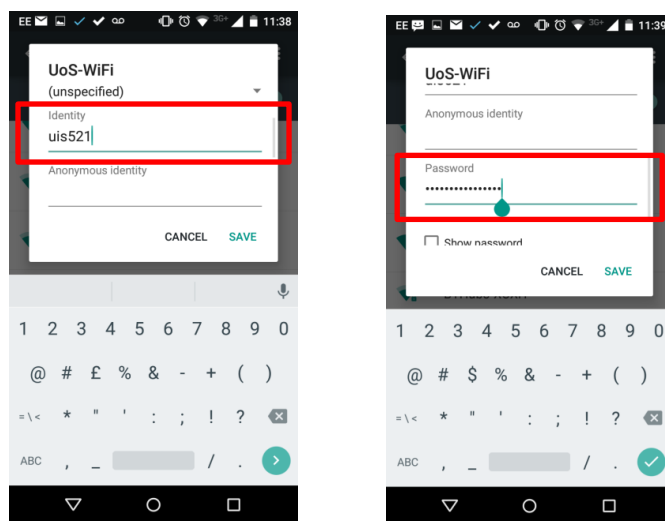 EE 3G+ 11:38
UoS-WiFi
(unspecified)
Identity
uis521
Anonymous identity
CANCEL SAVE
1 2 3 4 5 6 7 8 9 0
@ # £ % & - + ( )
= \ < * " ' : ; ! ?
ABC , _ / .
EE 3G+ 11:39
UoS-WiFi
Anonymous identity
Password
••••••••••••••••
Show password
CANCEL SAVE
1 2 3 4 5 6 7 8 9 0
@ # $ % & - + ( )
= \ < * " ' : ; ! ?
ABC , _ / .